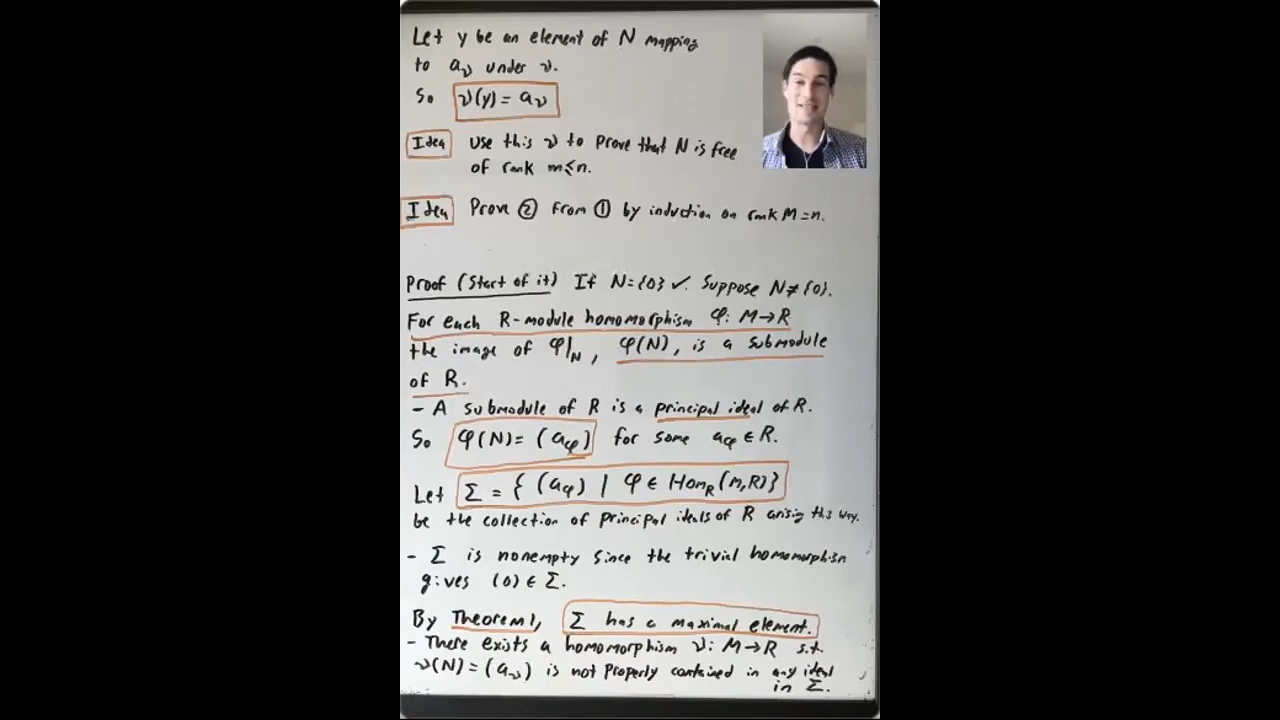 Let y be an element of N mapping
to aν under ν.
So ν(y) = aν
Idea Use this ν to prove that N is free
of rank m≤n.
Idea Prove ② from ① by induction on rank M = n.
Proof (Start of it) If N = {0} ✓. Suppose N ≠ {0}.
For each R-module homomorphism φ: M → R
the image of φ|N, φ(N), is a submodule
of R.
- A submodule of R is a principal ideal of R.
So φ(N) = (aφ) for some aφ ∈ R.
Let Σ = { (aφ) | φ ∈ HomR(M,R)}
be the collection of principal ideals of R arising this way.
- Σ is nonempty since the trivial homomorphism
gives (0) ∈ Σ.
By Theorem 1, Σ has a maximal element.
- There exists a homomorphism ν: M → R s.t.
ν(N) = (aν) is not properly contained in any ideal
in Σ.